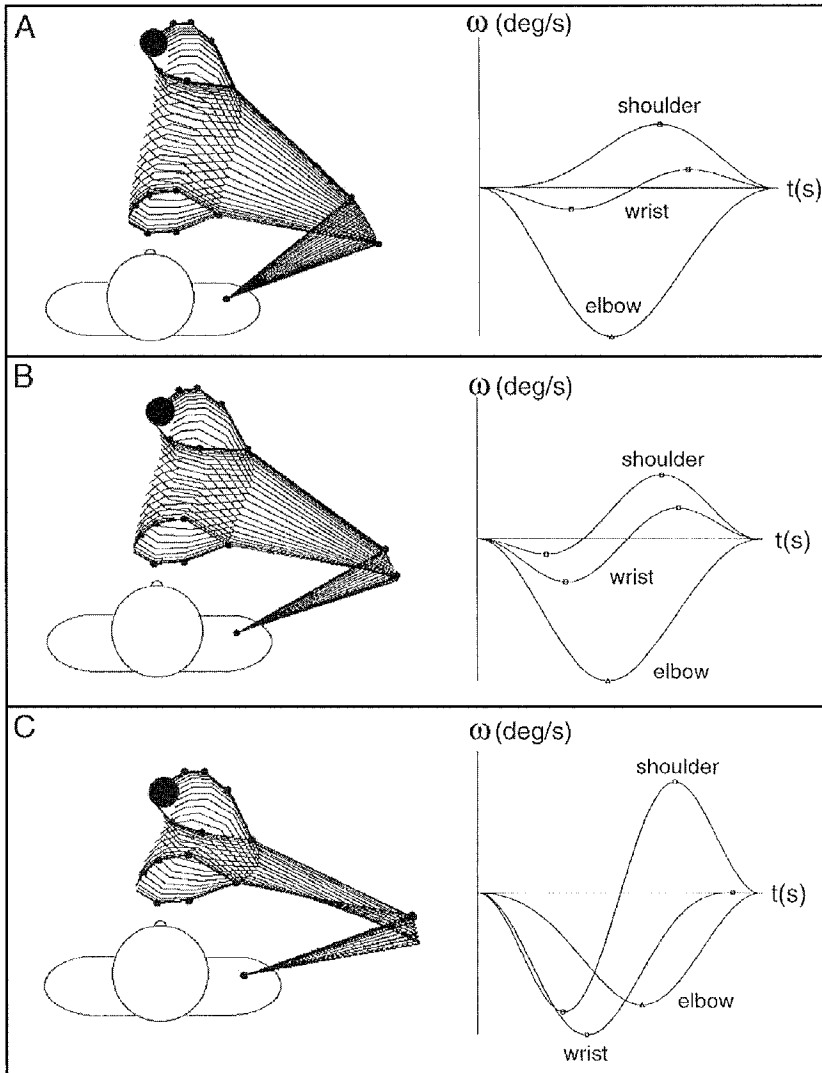 A
ω (deg/s)
shoulder
t(s)
wrist
elbow
B
ω (deg/s)
shoulder
t(s)
wrist
elbow
C
ω (deg/s)
shoulder
t(s)
elbow
wrist